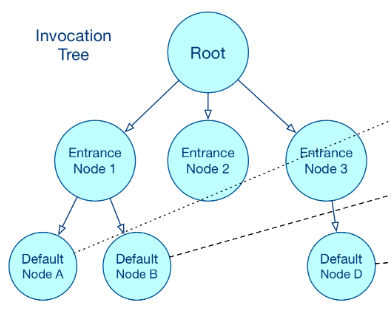 Invocation
Tree
Root
Entrance
Node 1
Entrance
Node 2
Entrance
Node 3
Default
Node A
Default
Node B
Default
Node D